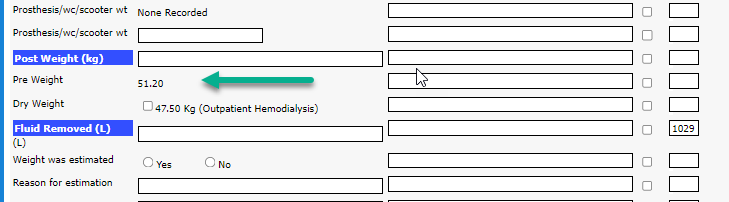 Prosthesis/wc/scooter wt None Recorded
Prosthesis/wc/scooter wt
Post Weight (kg)
Pre Weight 51.20
Dry Weight 47.50 Kg (Outpatient Hemodialysis)
Fluid Removed (L) 1029
(L)
Weight was estimated Yes No
Reason for estimation